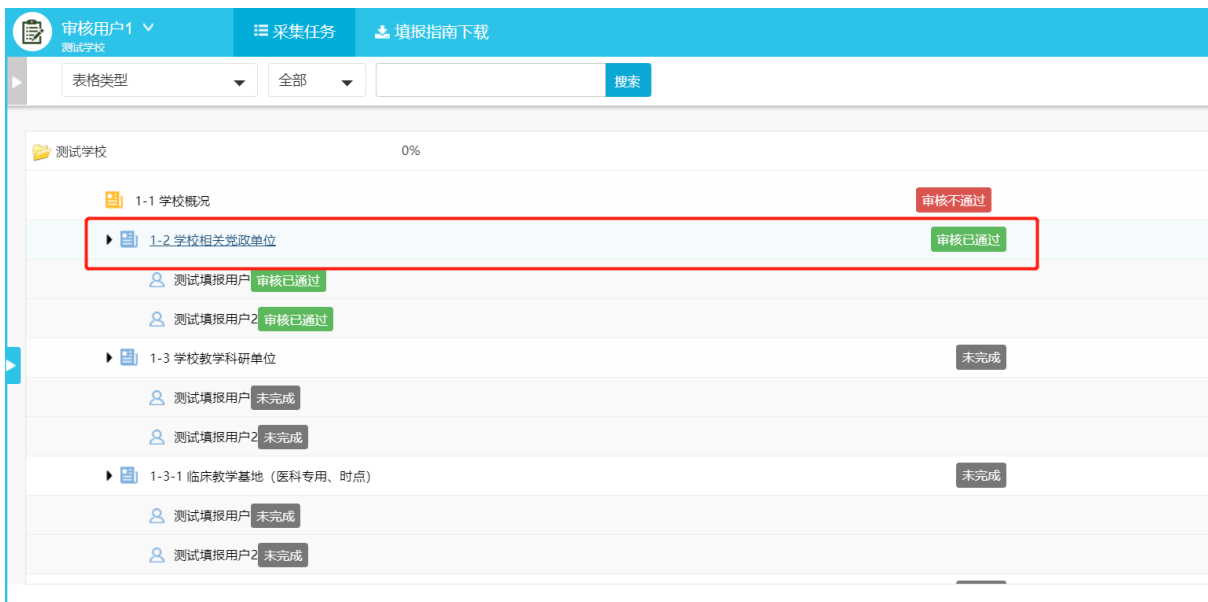 审核用户1 采集任务 填报指南下载
测试学校
表格类型 全部 搜索
测试学校 0%
1-1 学校概况 审核不通过
1-2 学校相关党政单位 审核已通过
测试填报用户 审核已通过
测试填报用户2 审核已通过
1-3 学校教学科研单位 未完成
测试填报用户 未完成
测试填报用户2 未完成
1-3-1 临床教学基地（医科专用、时点） 未完成
测试填报用户 未完成
测试填报用户2 未完成